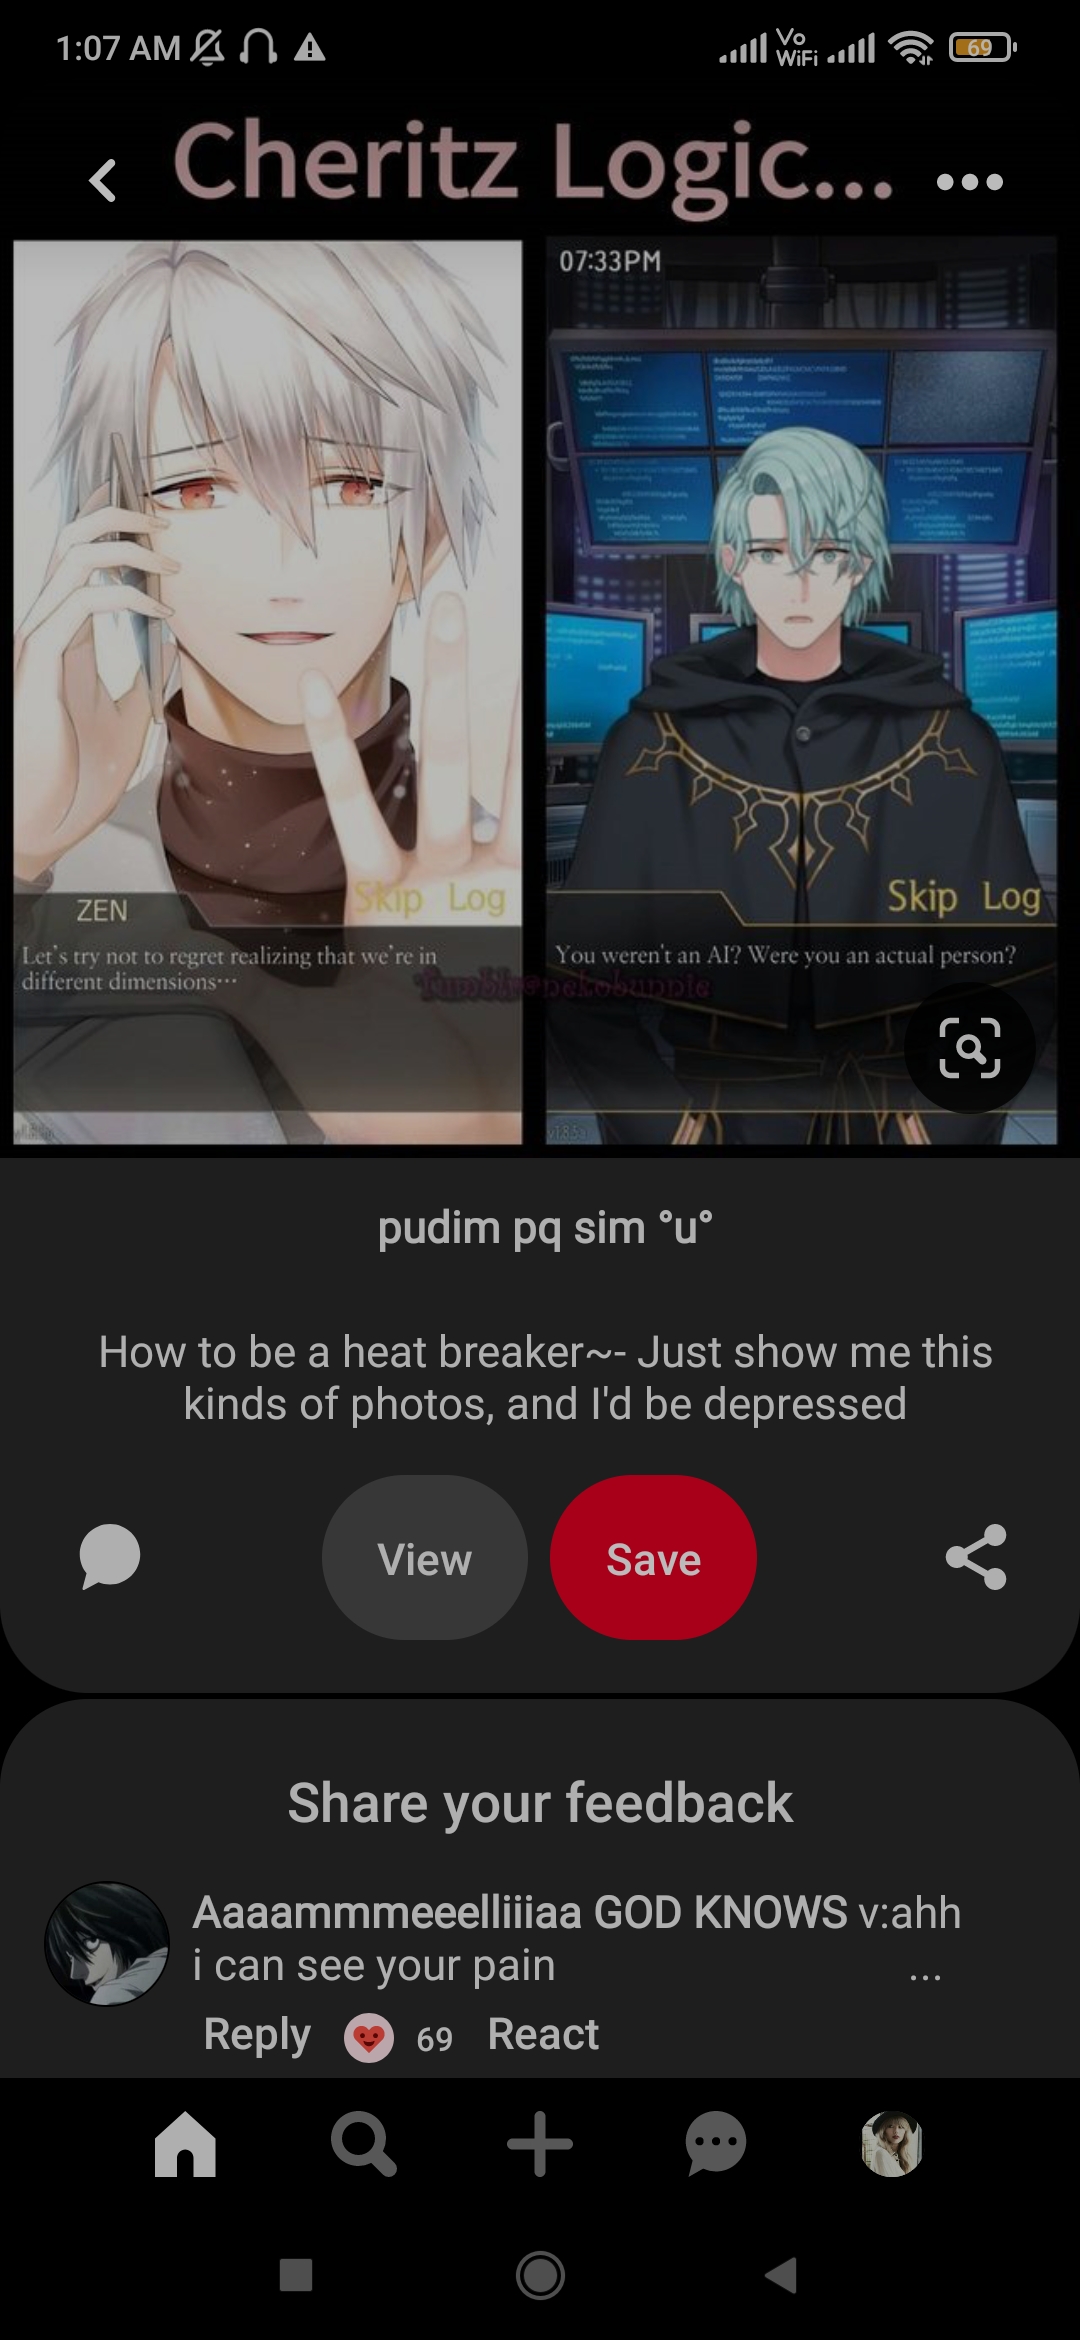 1:07 AM
Vo
WiFi
69
Cheritz Logic...
07:33PM
Skip Log
ZEN
Let's try not to regret realizing that we're in
different dimensions…
Skip Log
You weren't an AI? Were you an actual person?
Tumblr@nekobunnie
v1.8.5a
pudim pq sim °u°
How to be a heat breaker~- Just show me this
kinds of photos, and I'd be depressed
View
Save
Share your feedback
Aaaammmeeelliiiaa GOD KNOWS v:ahh
i can see your pain
...
Reply 69 React